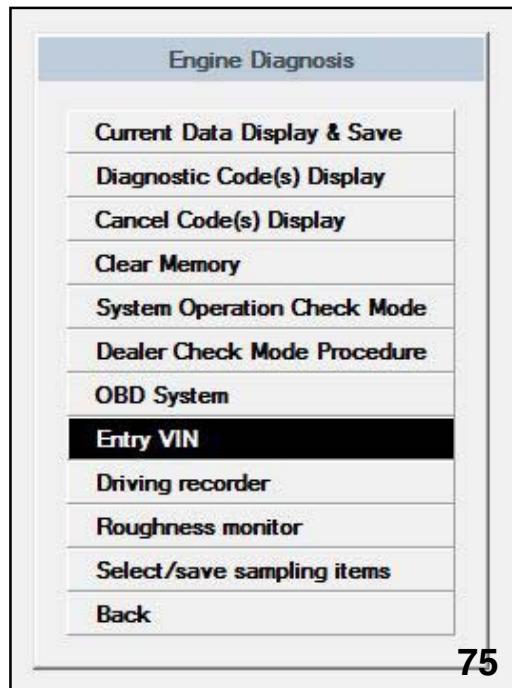 Engine Diagnosis
Current Data Display & Save
Diagnostic Code(s) Display
Cancel Code(s) Display
Clear Memory
System Operation Check Mode
Dealer Check Mode Procedure
OBD System
Entry VIN
Driving recorder
Roughness monitor
Select/save sampling items
Back
75